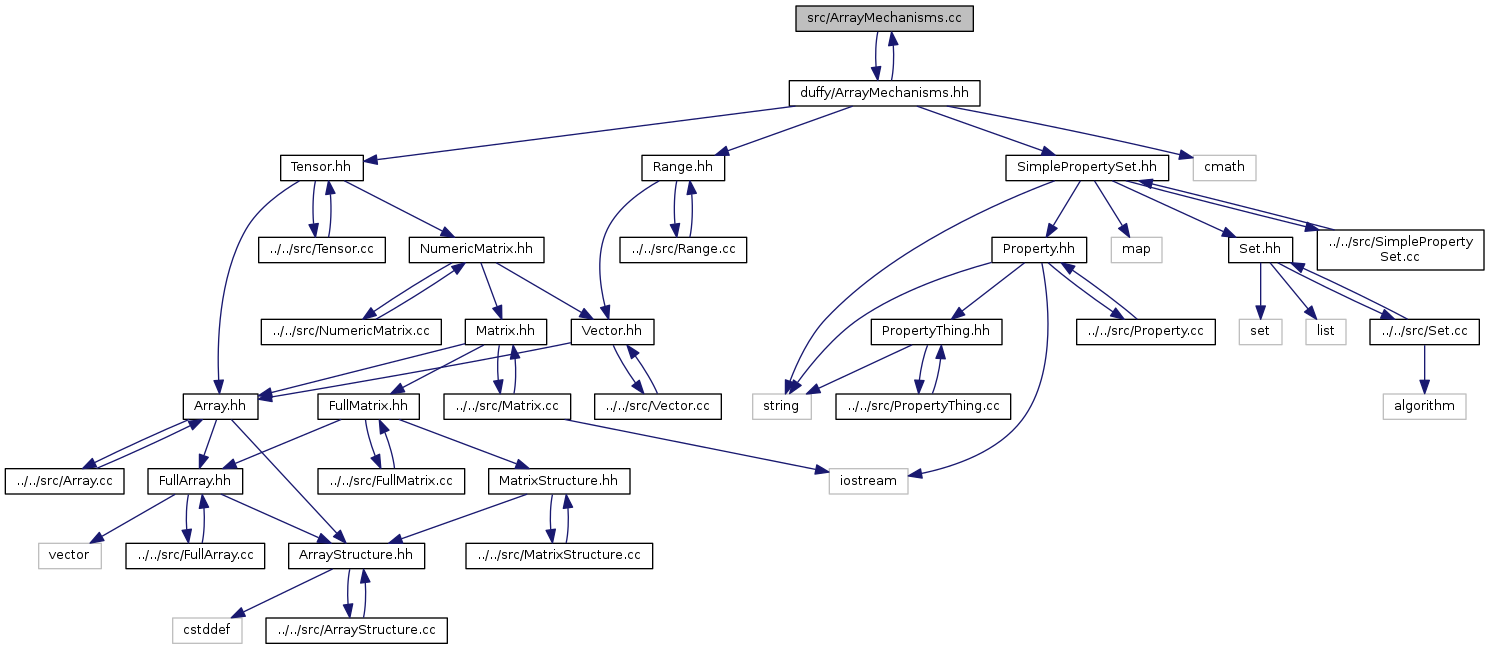 src/ArrayMechanisms.cc
duffy/ArrayMechanisms.hh
Tensor.hh
Range.hh
SimplePropertySet.hh
cmath
../../src/Tensor.cc
NumericMatrix.hh
../../src/Range.cc
Property.hh
map
Set.hh
../../src/SimpleProperty
Set.cc
../../src/NumericMatrix.cc
Matrix.hh
Vector.hh
PropertyThing.hh
../../src/Property.cc
set
list
../../src/Set.cc
Array.hh
FullMatrix.hh
../../src/Matrix.cc
../../src/Vector.cc
string
../../src/PropertyThing.cc
algorithm
../../src/Array.cc
FullArray.hh
../../src/FullMatrix.cc
MatrixStructure.hh
iostream
vector
../../src/FullArray.cc
ArrayStructure.hh
../../src/MatrixStructure.cc
cstddef
../../src/ArrayStructure.cc